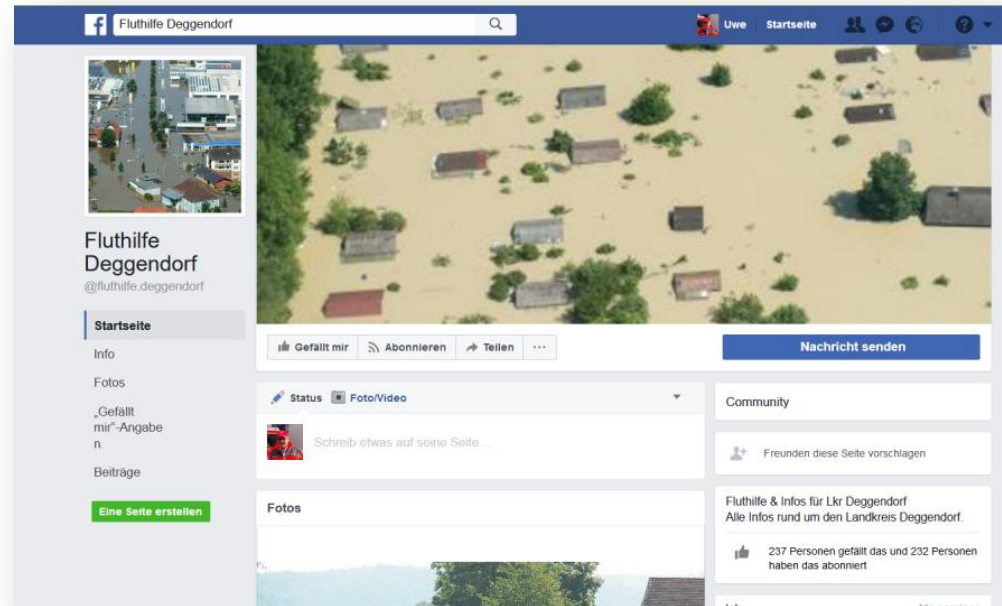 Fluthilfe Deggendorf
Uwe
Startseite
Fluthilfe
Deggendorf
@fluthilfe.deggendorf
Startseite
Info
Fotos
„Gefällt
mir“-Angabe
n
Beiträge
Eine Seite erstellen
Gefällt mir
Abonnieren
Teilen
Nachricht senden
Status
Foto/Video
Schreib etwas auf seine Seite ...
Fotos
Community
Freunden diese Seite vorschlagen
Fluthilfe & Infos für Lkr Deggendorf
Alle Infos rund um den Landkreis Deggendorf.
237 Personen gefällt das und 232 Personen
haben das abonniert